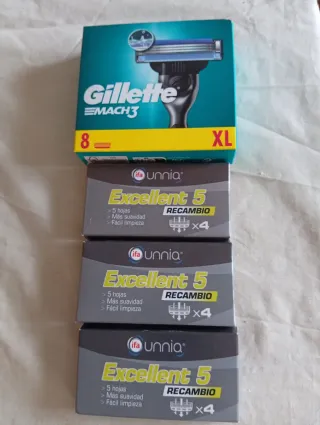 Gillette
MACH3
8
XL
ifa unnia
Excellent 5
RECAMBIO
5 hojas
Más suavidad
Fácil limpieza
x4
ifa unnia
Excellent 5
RECAMBIO
5 hojas
Más suavidad
Fácil limpieza
x4
ifa unnia
Excellent 5
RECAMBIO
5 hojas
Más suavidad
Fácil limpieza
x4